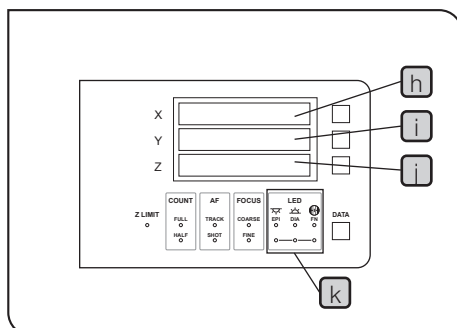 h
X
i
Y
j
Z
COUNT AF FOCUS LED
Z LIMIT FULL TRACK COARSE EPI DIA FN DATA
HALF SHOT FINE
k